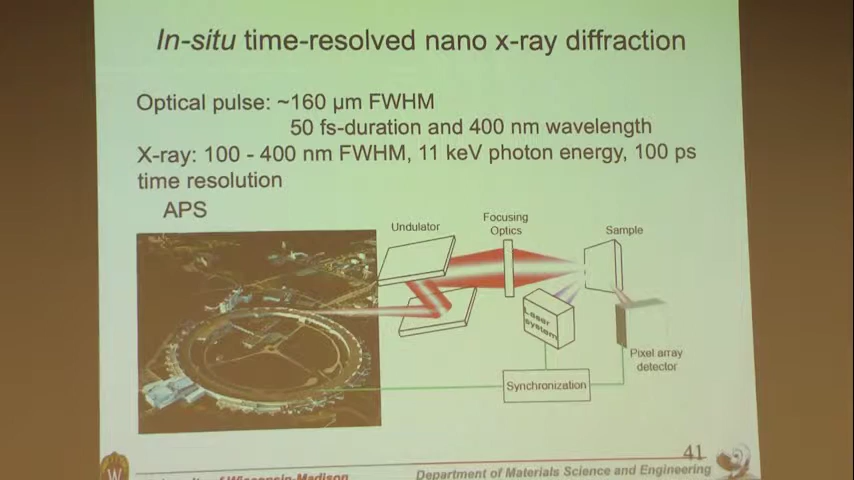 In-situ time-resolved nano x-ray diffraction
Optical pulse: ~160 µm FWHM
50 fs-duration and 400 nm wavelength
X-ray: 100 - 400 nm FWHM, 11 keV photon energy, 100 ps
time resolution
APS
Undulator
Focusing
Optics
Sample
Laser
system
Pixel array
detector
Synchronization
41
Wisconsin-Madison
Department of Materials Science and Engineering
W